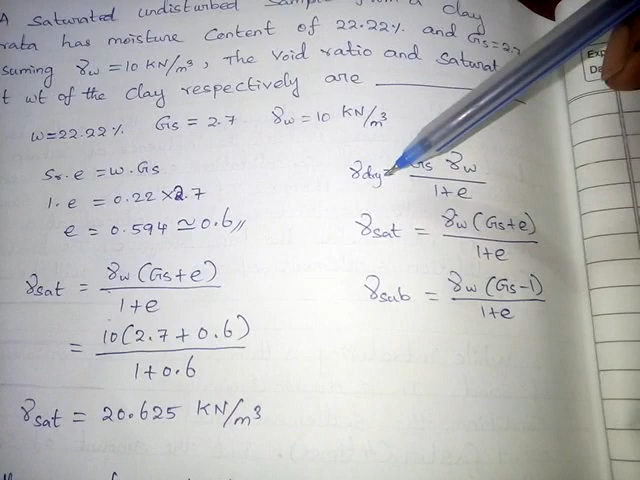 A Saturated undisturbed Sample from a clay
rata has moisture Content of 22.22% and Gs=2.7
suming γw = 10 KN/m³, The Void ratio and Saturat
t wt of the clay respectively are ________
w=22.22% Gs = 2.7 γw=10 KN/m³
Sr. e = w. Gs
1. e = 0.22 × 2.7
e = 0.594 ≃ 0.6//
γsat = γw (Gs+e) / 1+e
= 10(2.7+0.6) / 1+0.6
γsat = 20.625 KN/m³
γdry = Gs γw / 1+e
γsat = γw (Gs+e) / 1+e
γsub = γw (Gs-1) / 1+e